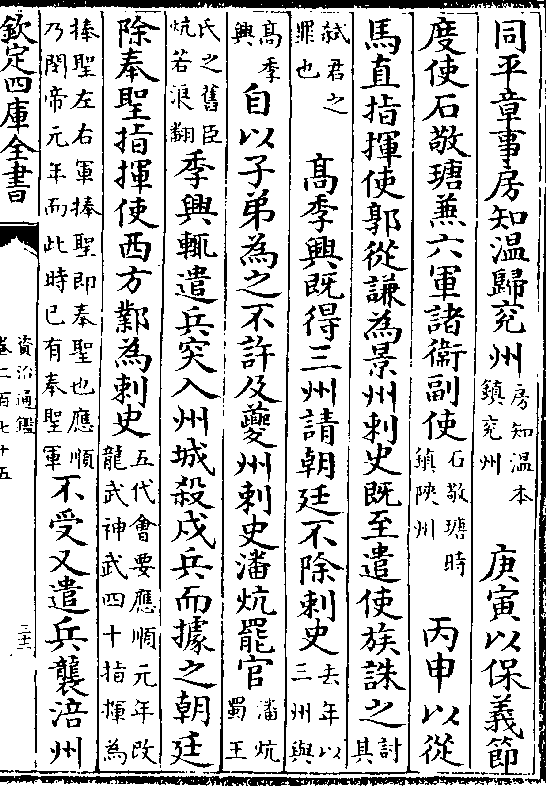 同平章事房知溫歸兖州房知溫本鎮兖州　庚寅以保義節
度使石敬瑭兼六軍諸衛副使石敬瑭時鎮陜州　丙申以從
馬直指揮使郭從謙為景州刺史既至遣使族誅之討其
弑君之罪也　髙季興既得三州請朝廷不除刺史去年以三州與
髙季興自以子弟為之不許及夔州刺史潘炕罷官潘炕蜀王
氏之舊臣炕若浪翻季興輒遣兵突入州城殺戍兵而據之朝廷
除奉聖指揮使西方鄴為刺史五代會要應順元年改龍武神武四十指揮為
捧聖左右軍捧聖即奉聖也應順乃閔帝元年而此時已有奉聖軍不受又遣兵襲涪州
欽定四庫全書
資治通鑑
卷二百七十五
三十二